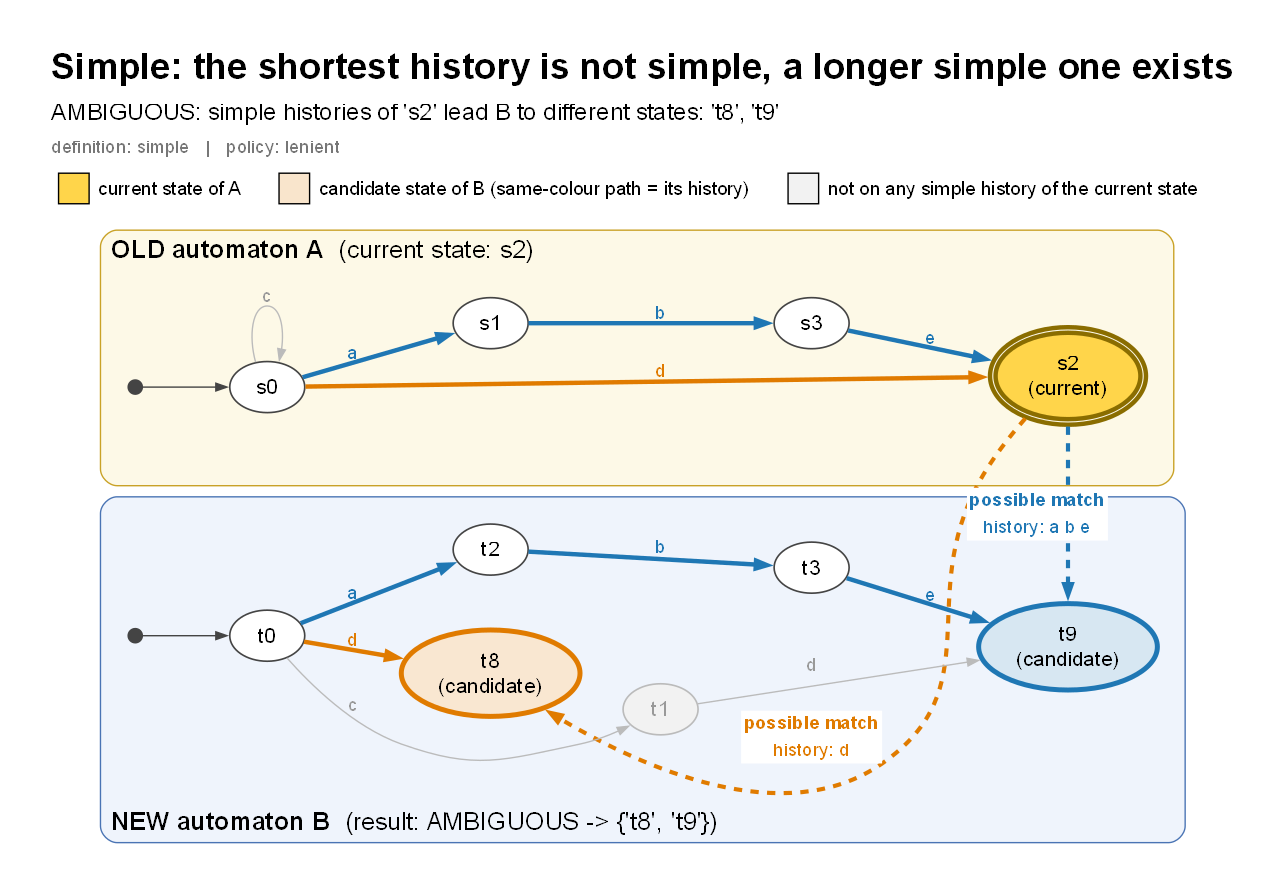 Simple: the shortest history is not simple, a longer simple one exists
AMBIGUOUS: simple histories of 's2' lead B to different states: 't8', 't9'
definition: simple | policy: lenient
current state of A
candidate state of B (same-colour path = its history)
not on any simple history of the current state
OLD automaton A (current state: s2)
c
s0
a
s1
b
s3
e
d
s2
(current)
possible match
history: a b e
t0
a
t2
b
t3
e
d
t8
(candidate)
c
t1
d
t9
(candidate)
possible match
history: d
NEW automaton B (result: AMBIGUOUS -> {'t8', 't9'})